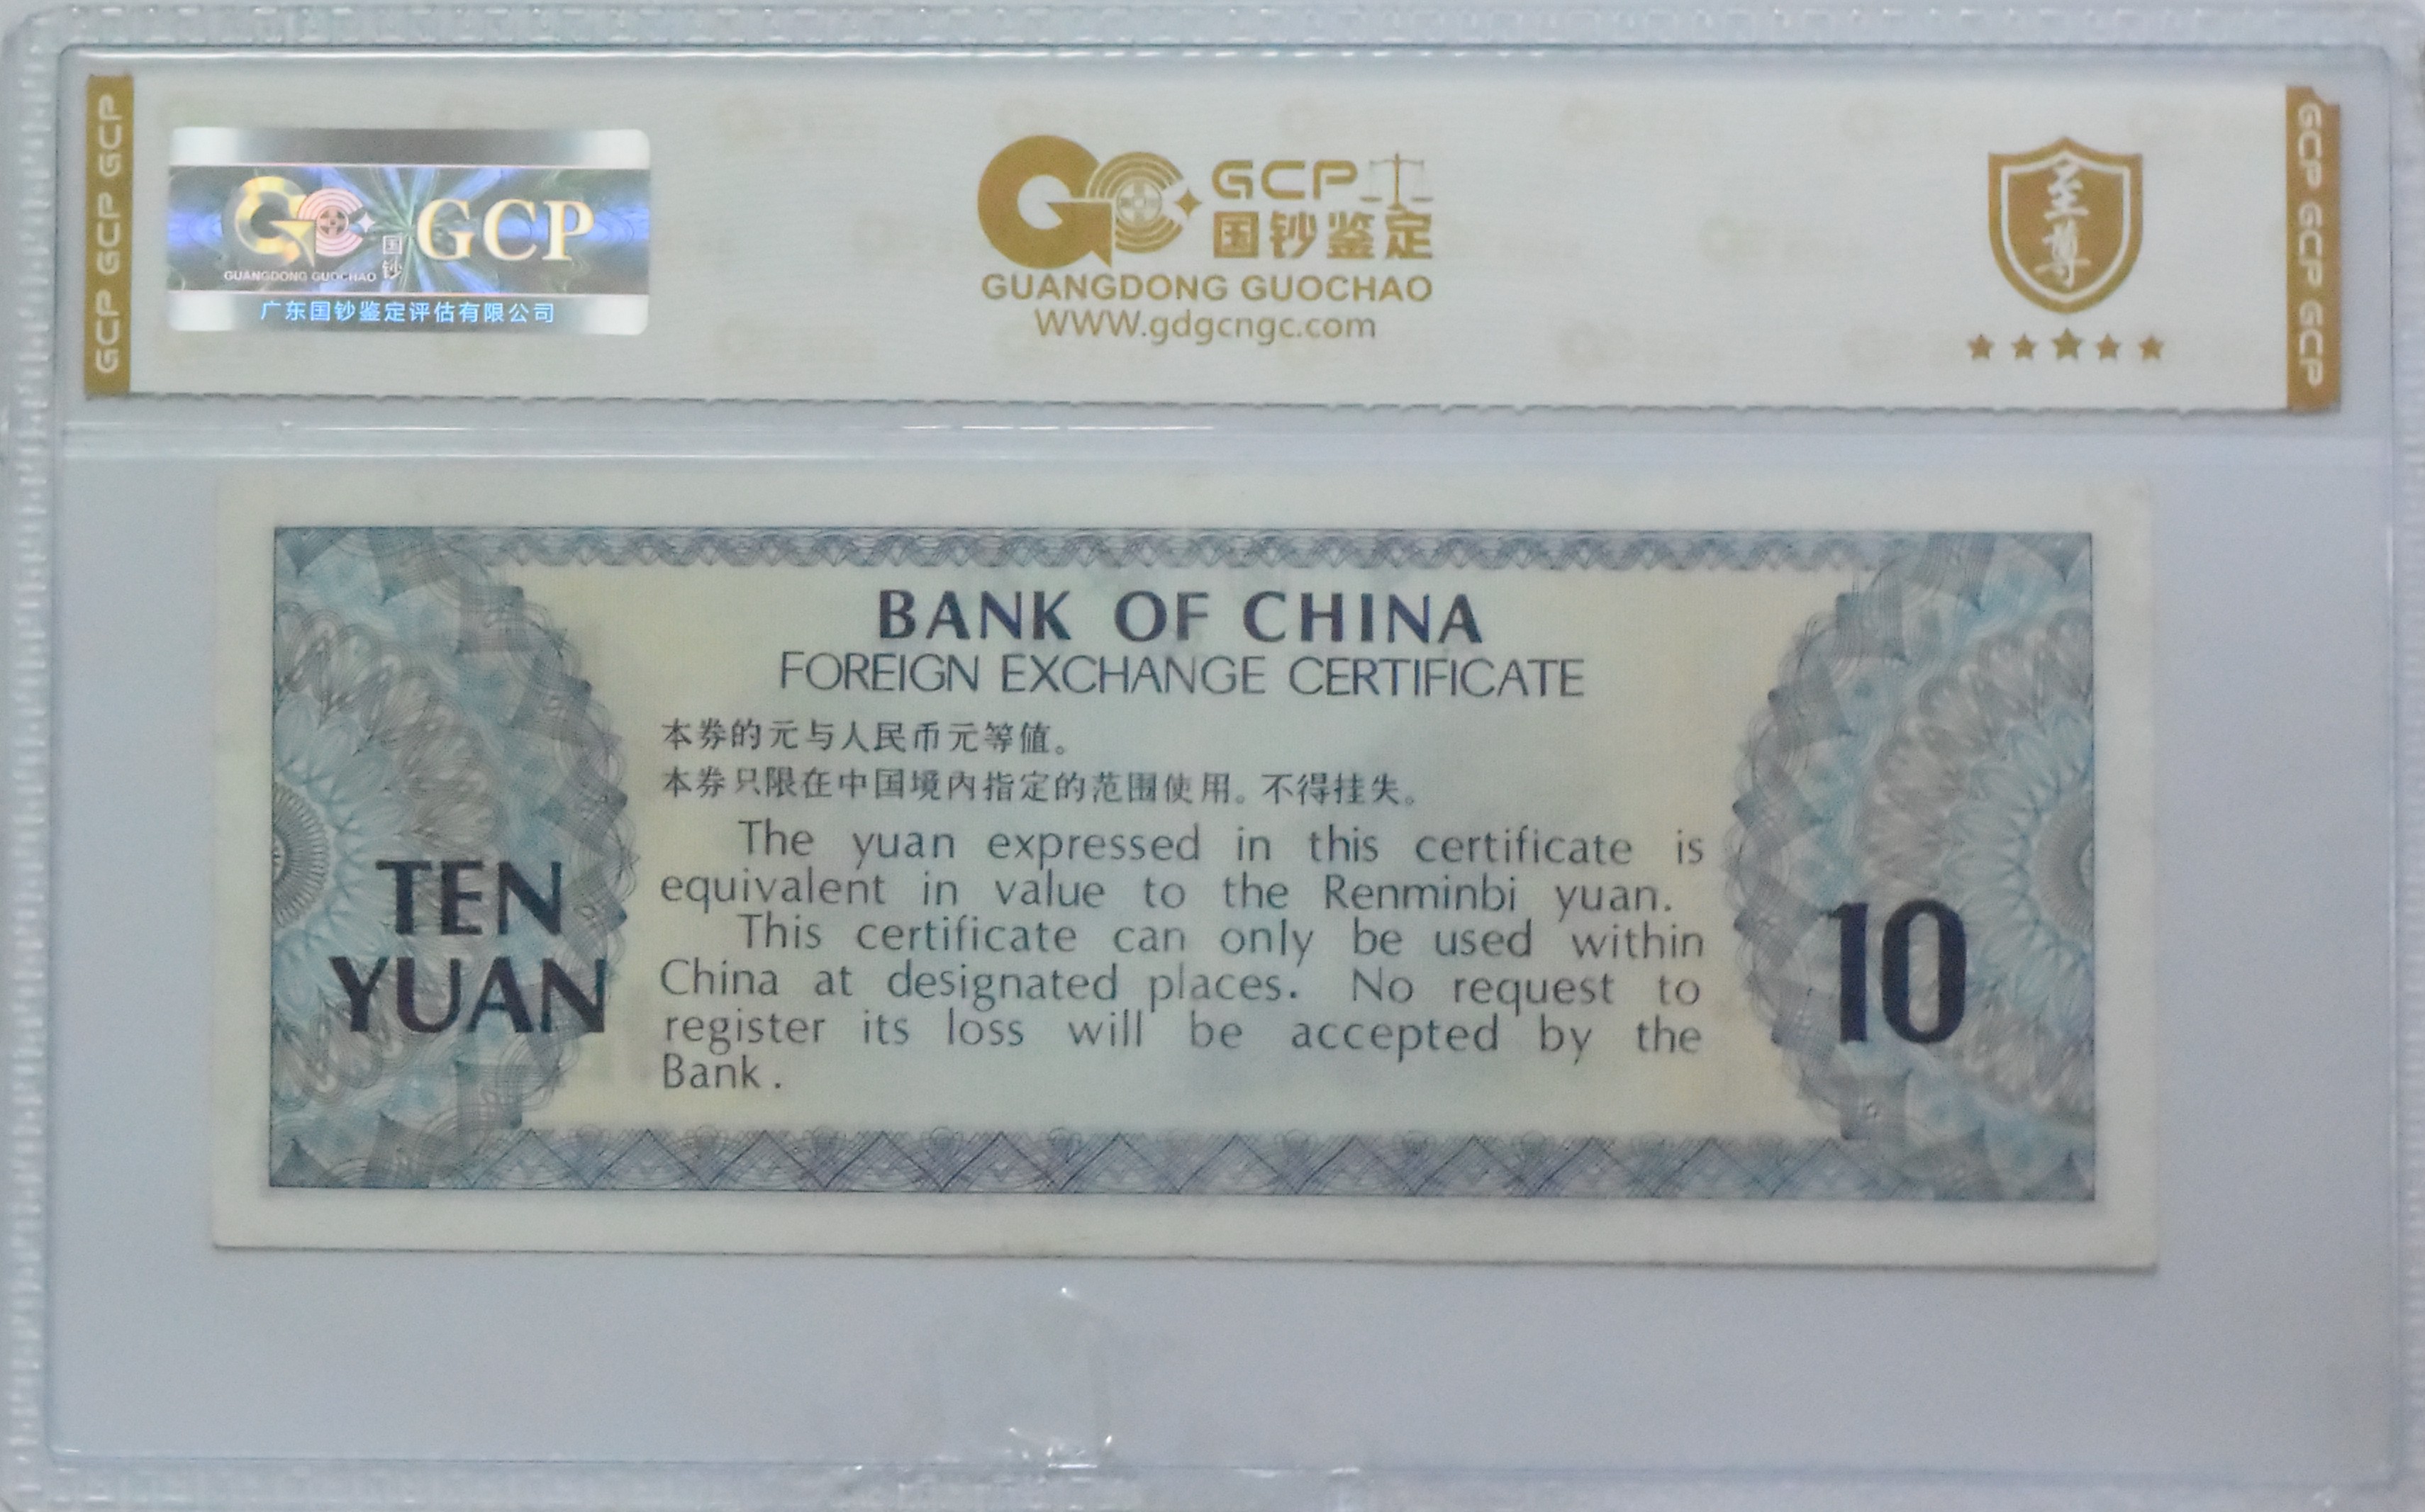 GCP GCP GCP
GUANGDONG GUOCHAO
国钞
GCP
广东国钞鉴定评估有限公司
GCP
国钞鉴定
GUANGDONG GUOCHAO
WWW.gdgcngc.com
至尊
GCP GCP GCP
BANK OF CHINA
FOREIGN EXCHANGE CERTIFICATE
本券的元与人民币元等值。
本券只限在中国境内指定的范围使用。不得挂失。
The yuan expressed in this certificate is
equivalent in value to the Renminbi yuan.
This certificate can only be used within
China at designated places. No request to
register its loss will be accepted by the
Bank.
TEN
YUAN
10